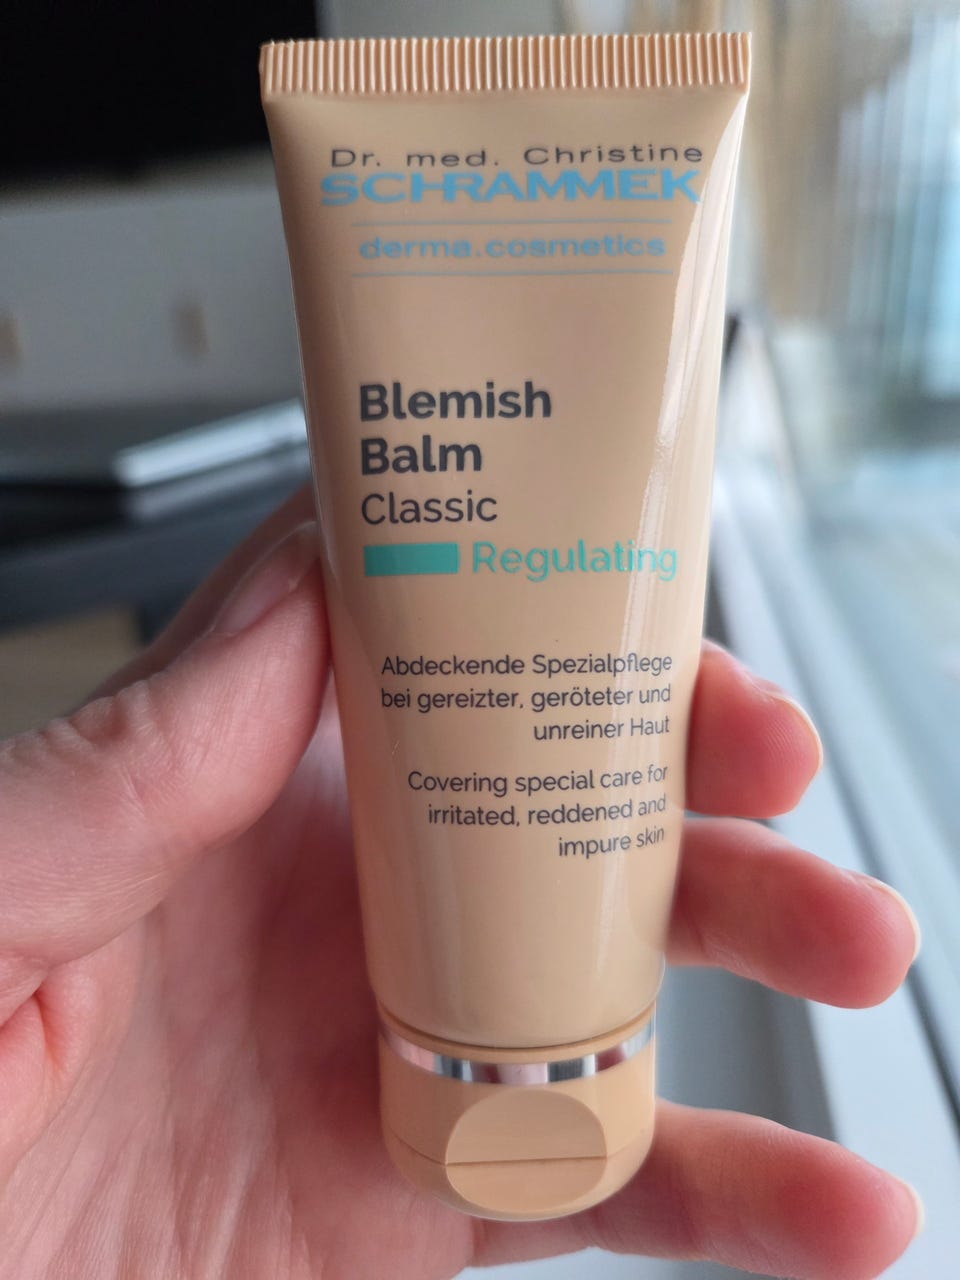 Dr. med. Christine
SCHRAMMEK
derma.cosmetics
Blemish
Balm
Classic
Regulating
Abdeckende Spezialpflege
bei gereizter, geröteter und
unreiner Haut
Covering special care for
irritated, reddened and
impure skin